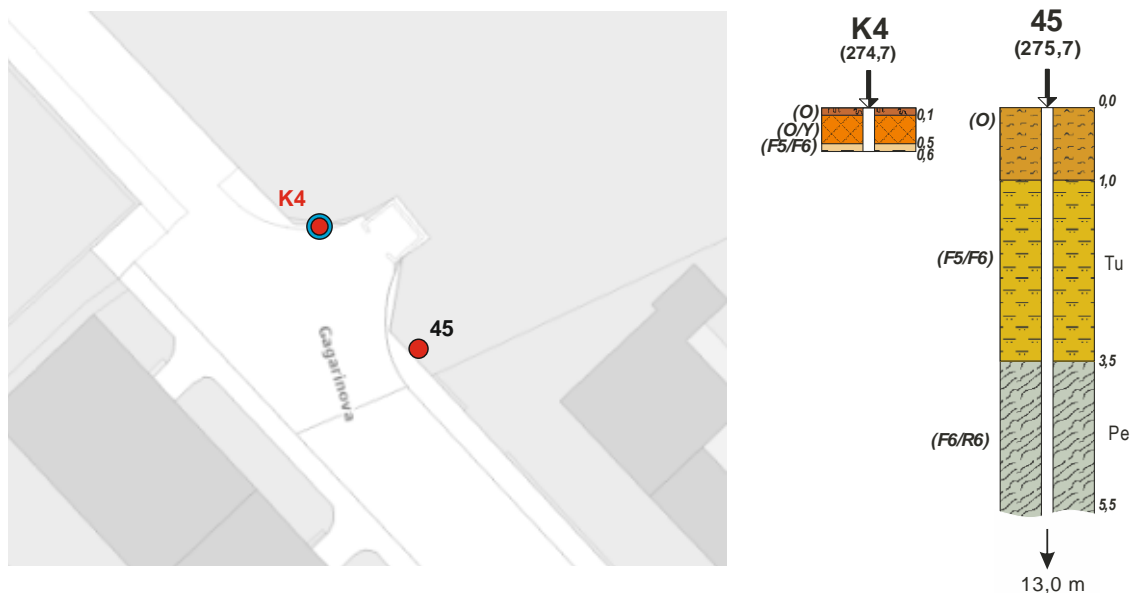 K4
45
Gagarinova
K4
(274,7)
(O)
(O/Y)
(F5/F6)
0,1
0,5
0,6
45
(275,7)
0,0
(O)
1,0
(F5/F6)
Tu
3,5
(F6/R6)
Pe
5,5
13,0 m